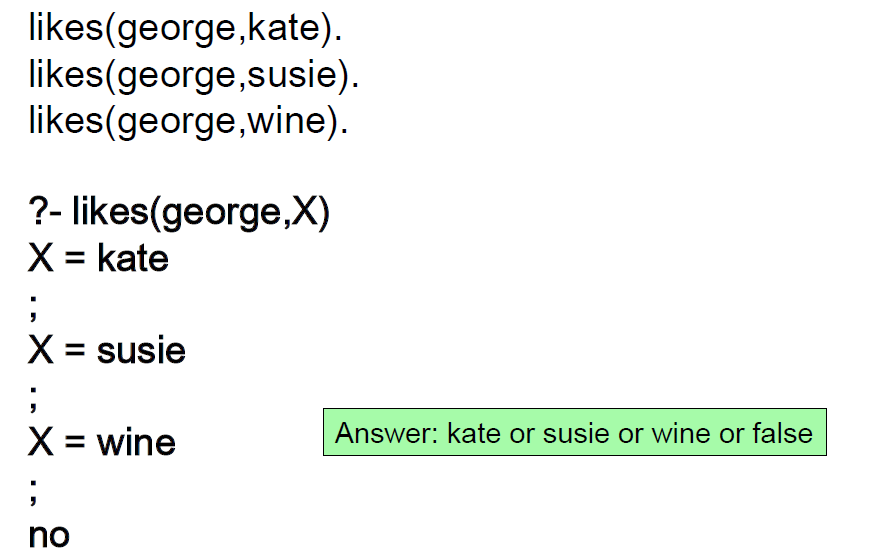 likes(george,kate).
likes(george,susie).
likes(george,wine).
?- likes(george,X)
X = kate
;
X = susie
;
X = wine
Answer: kate or susie or wine or false
;
no